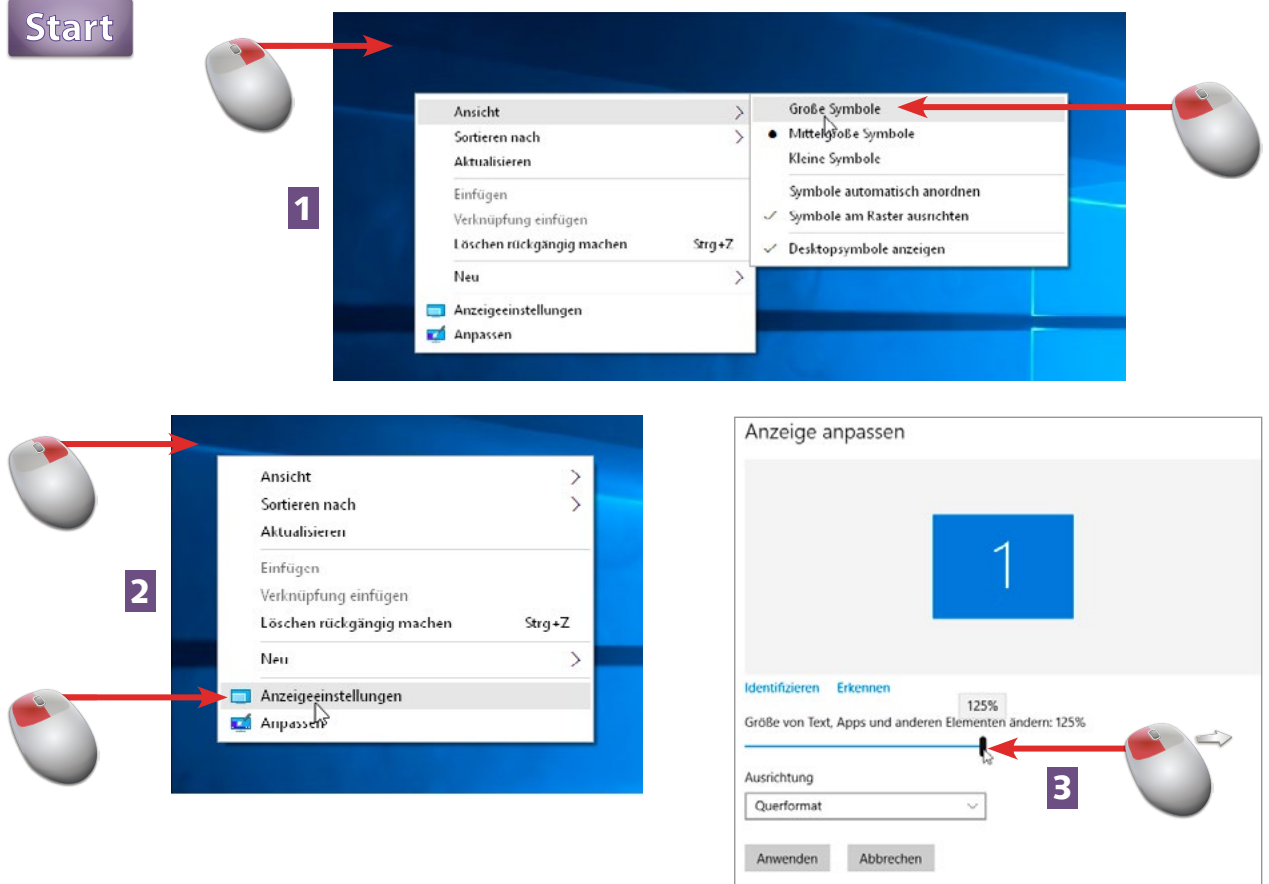 Start
1
Ansicht
Sortieren nach
Aktualisieren
Einfügen
Verknüpfung einfügen
Löschen rückgängig machen Strg+Z
Neu
Anzeigeeinstellungen
Anpassen
Große Symbole
Mittelgroße Symbole
Kleine Symbole
Symbole automatisch anordnen
Symbole am Raster ausrichten
Desktopsymbole anzeigen
2
Ansicht
Sortieren nach
Aktualisieren
Einfügen
Verknüpfung einfügen
Löschen rückgängig machen Strg+Z
Neu
Anzeigeeinstellungen
Anpassen
Anzeige anpassen
1
Identifizieren Erkennen
125%
Größe von Text, Apps und anderen Elementen ändern: 125%
3
Ausrichtung
Querformat
Anwenden Abbrechen